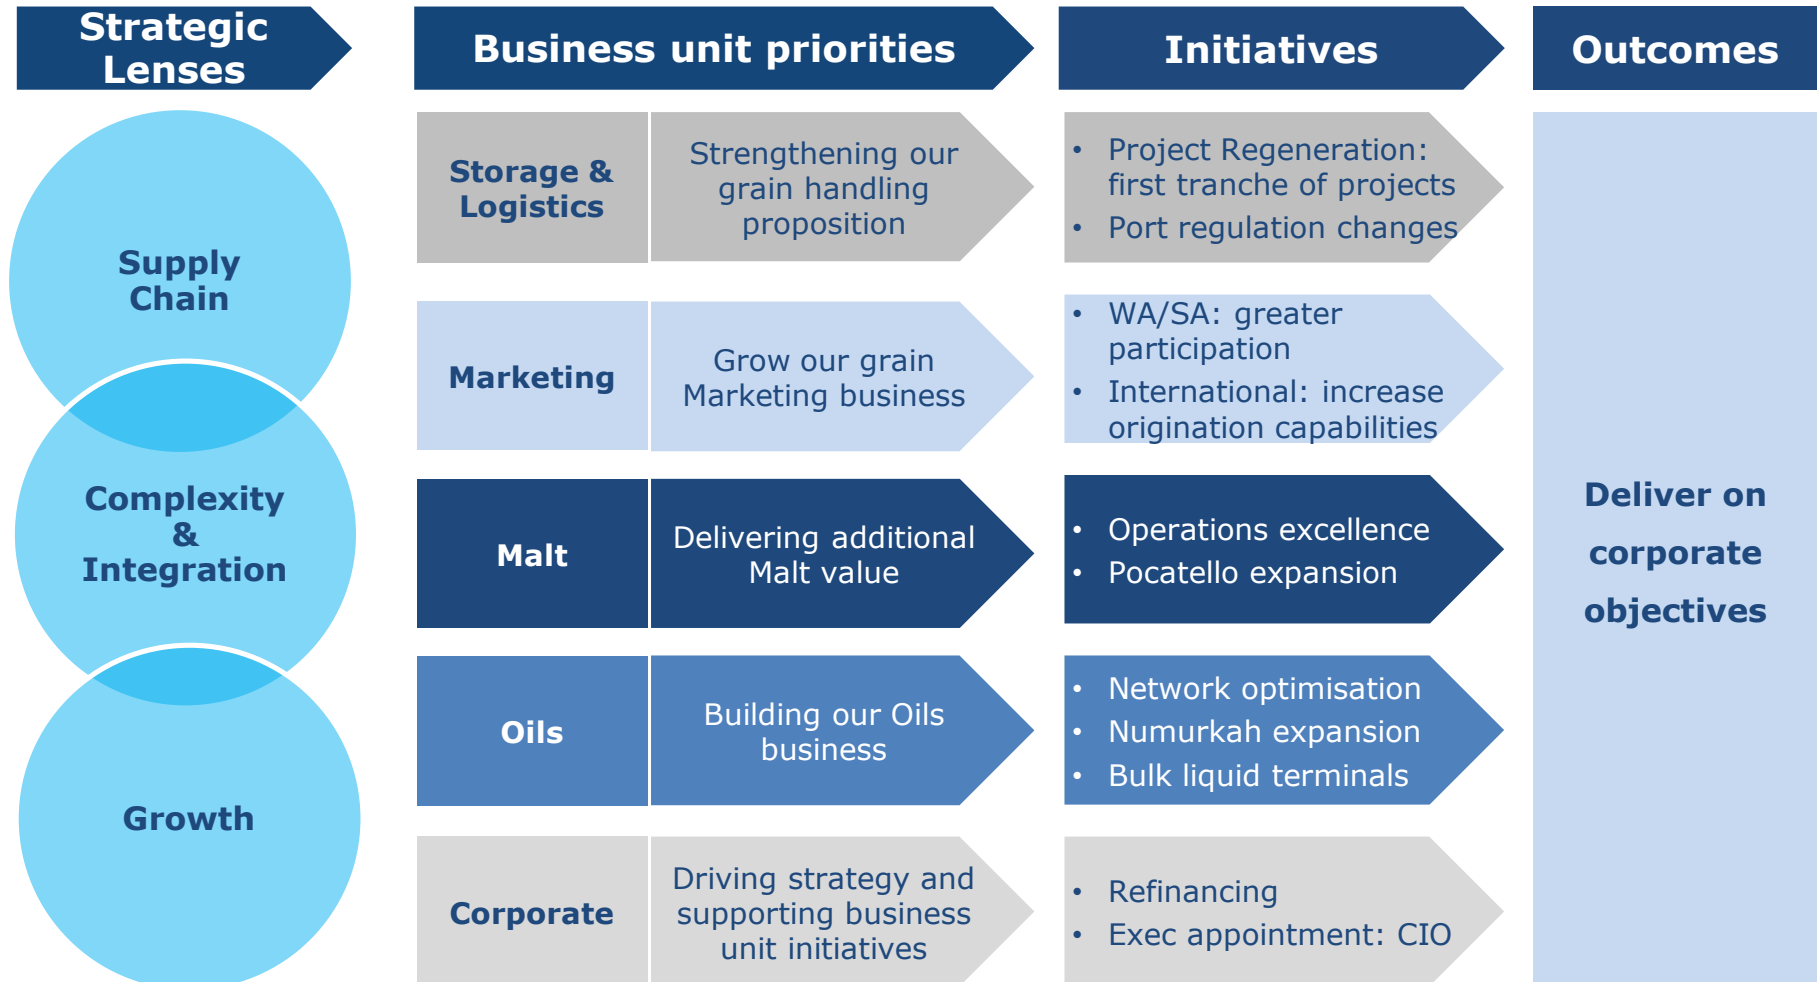 Strategic
Lenses
Business unit priorities
Initiatives
Outcomes
Supply
Chain
Complexity
&
Integration
Growth
Storage &
Logistics
Strengthening our
grain handling
proposition
• Project Regeneration:
first tranche of projects
• Port regulation changes
Marketing
Grow our grain
Marketing business
• WA/SA: greater
participation
• International: increase
origination capabilities
Malt
Delivering additional
Malt value
• Operations excellence
• Pocatello expansion
Oils
Building our Oils
business
• Network optimisation
• Numurkah expansion
• Bulk liquid terminals
Corporate
Driving strategy and
supporting business
unit initiatives
• Refinancing
• Exec appointment: CIO
Deliver on
corporate
objectives